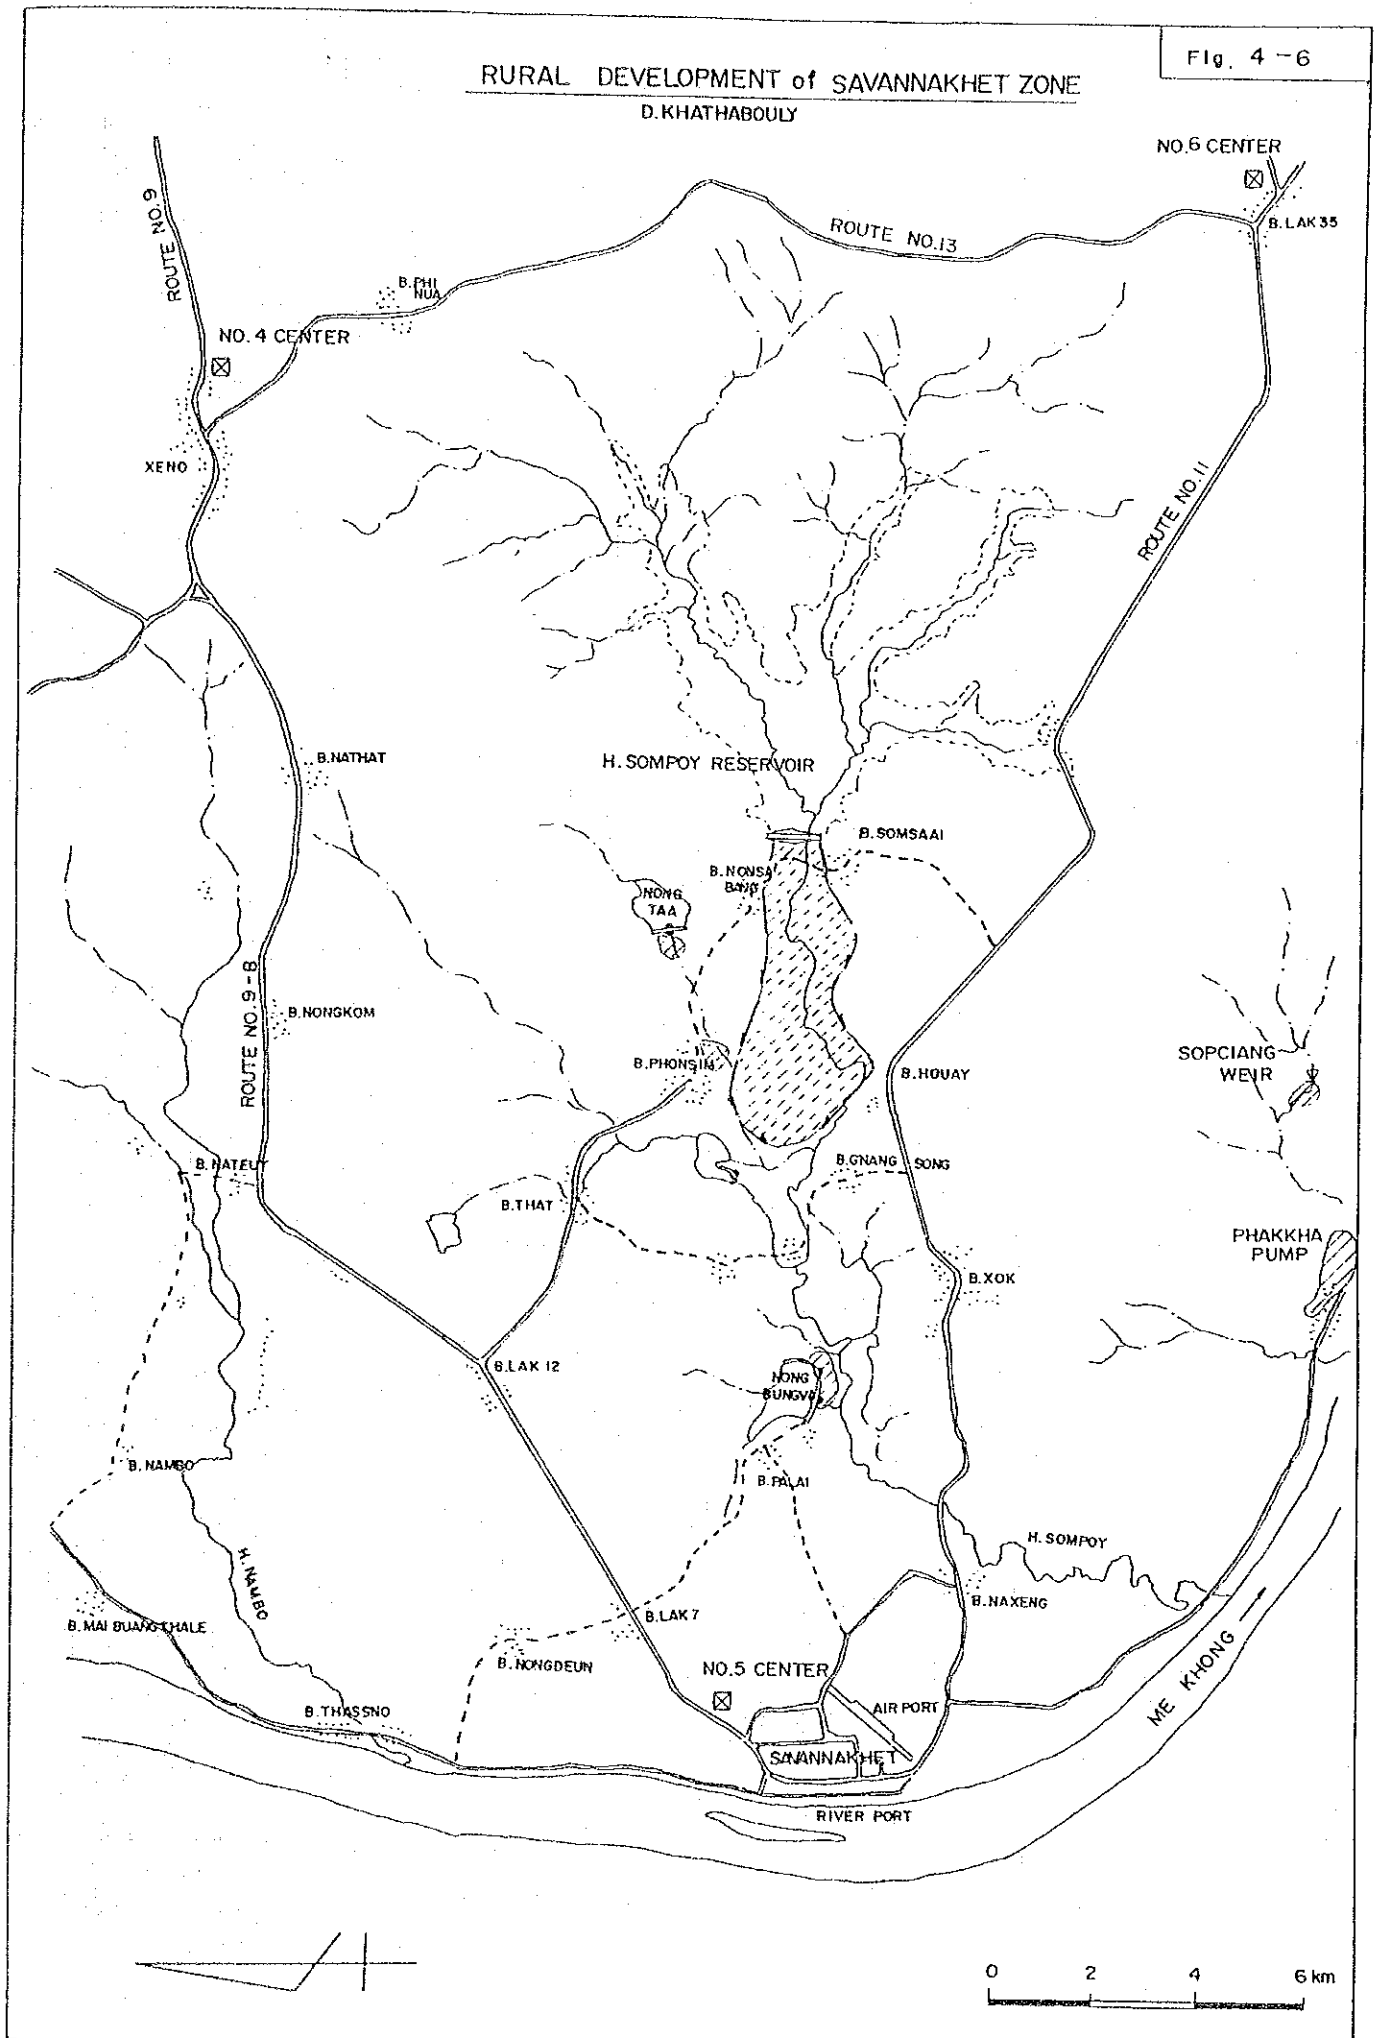 Fig. 4-6
RURAL DEVELOPMENT of SAVANNAKHET ZONE
D.KHATHABOULY
NO.6 CENTER
B.LAK35
ROUTE NO.9
ROUTE NO.13
B.PHI
NUA
NO.4 CENTER
XENO
ROUTE NO.11
B.NATHAT
H.SOMPOY RESERVOIR
B.SOMSAAI
B.NONSA
BANG
NONG
TAA
ROUTE NO.9-B
B.NONGKOM
B.PHONSIM
B.HOUAY
SOPCIANG
WEIR
B.NATEUY
B.GNANG SONG
B.THAT
PHAKKHA
PUMP
B.XOK
B.LAK 12
NONG
BUNGVA
B.NAMBO
B.PALAI
H.SOMPOY
H.NAMBO
B.NAXENG
B.LAK 7
B.MAI BUANG THALE
B.NONGDEUN
NO.5 CENTER
ME KHONG
B.THASSNO
AIR PORT
SAVANNAKHET
RIVER PORT
0 2 4 6 km